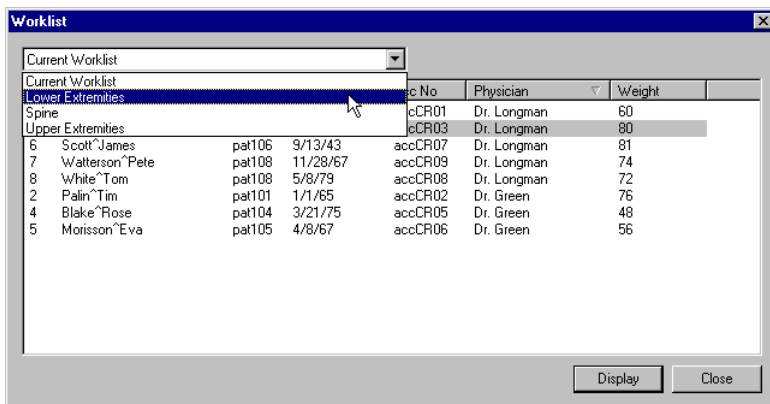 Worklist
Current Worklist
Current Worklist
Lower Extremities
Spine
Upper Extremities
c No Physician Weight
cCR01 Dr. Longman 60
ccCR03 Dr. Longman 80
6 Scott^James pat106 9/13/43 accCR07 Dr. Longman 81
7 Watterson^Pete pat108 11/28/67 accCR09 Dr. Longman 74
8 White^Tom pat108 5/8/79 accCR08 Dr. Longman 72
2 Palin^Tim pat101 1/1/65 accCR02 Dr. Green 76
4 Blake^Rose pat104 3/21/75 accCR05 Dr. Green 48
5 Morisson^Eva pat105 4/8/67 accCR06 Dr. Green 56
Display Close